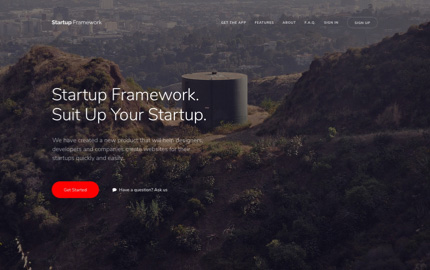 Startup Framework
GET THE APP FEATURES ABOUT F.A.Q. SIGN IN SIGN UP
Startup Framework.
Suit Up Your Startup.
We have created a new product that will help designers,
developers and companies create websites for their
startups quickly and easily.
Get Started Have a question? Ask us